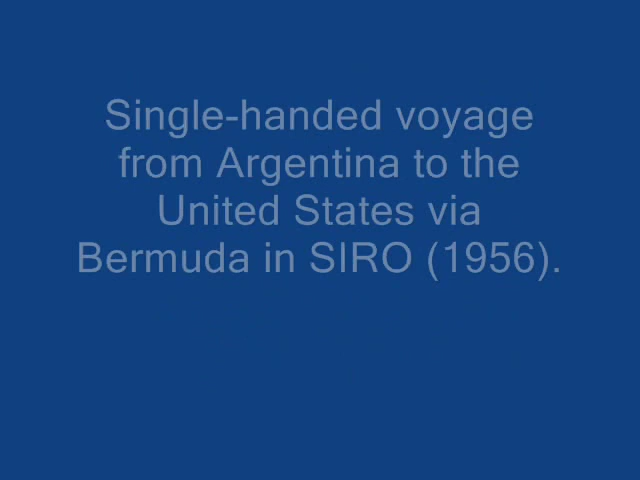 Single-handed voyage
from Argentina to the
United States via
Bermuda in SIRO (1956).